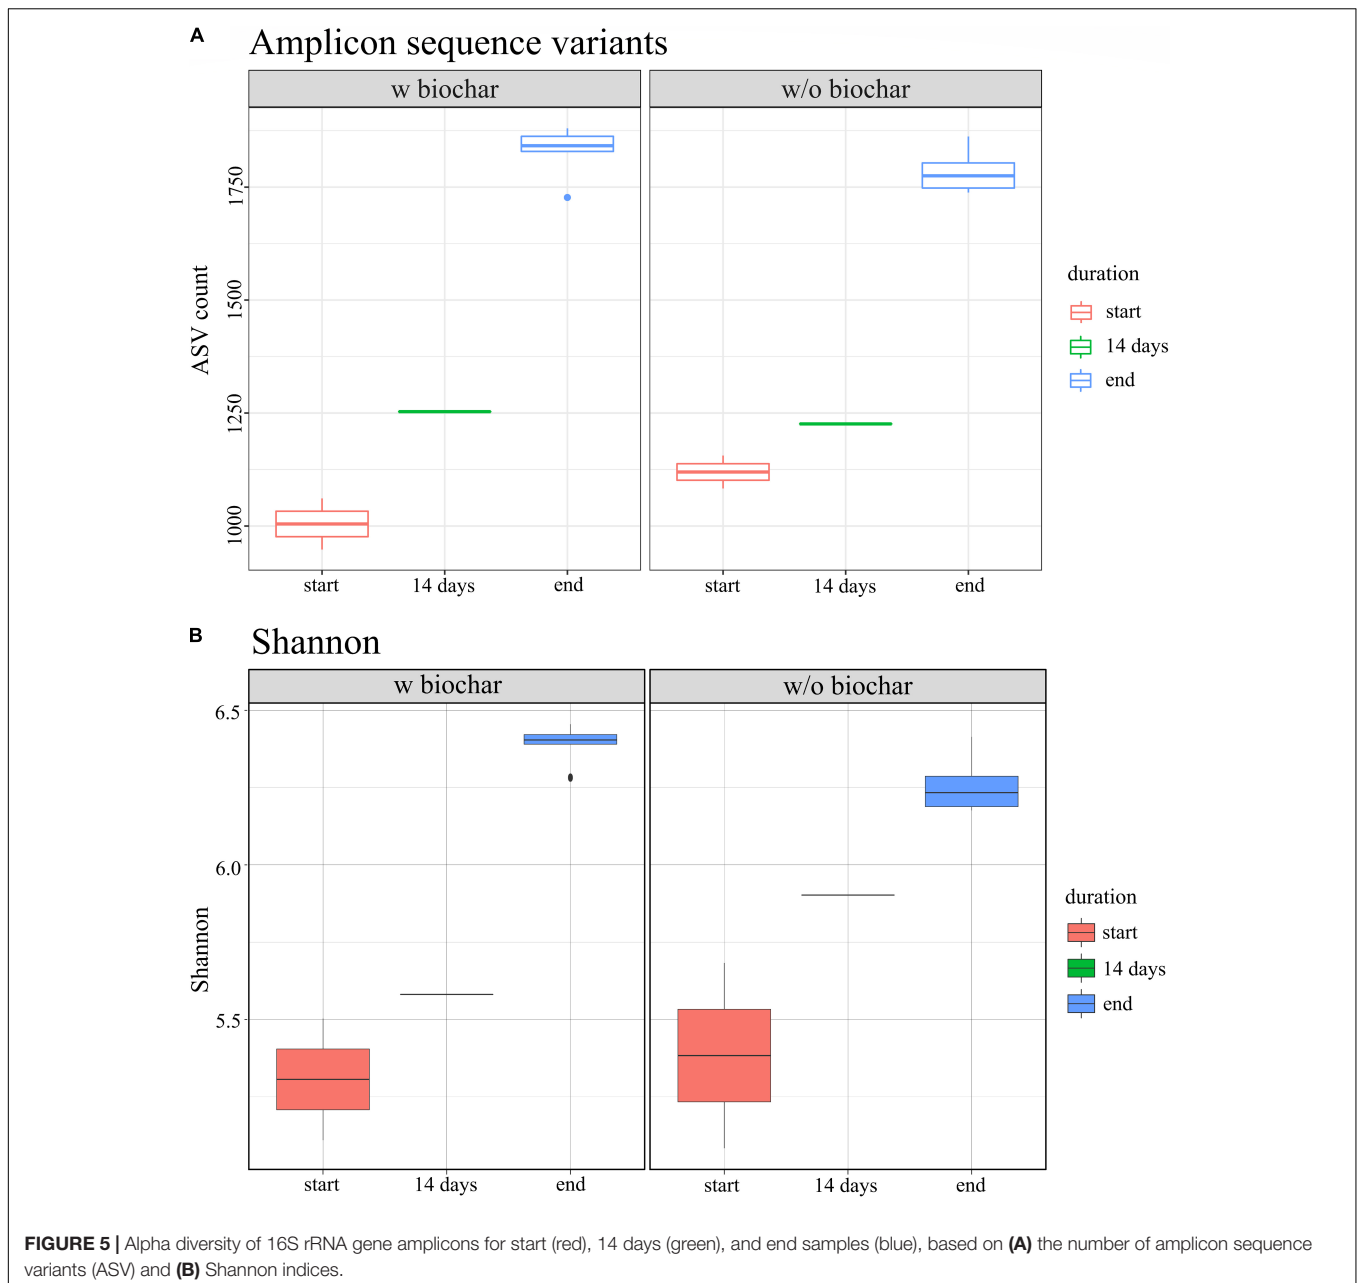 A
Amplicon sequence variants
w biochar
w/o biochar
ASV count
1750
1500
1250
1000
start
14 days
end
start
14 days
end
duration
start
14 days
end
B
Shannon
w biochar
w/o biochar
Shannon
6.5
6.0
5.5
start
14 days
end
start
14 days
end
duration
start
14 days
end
FIGURE 5 | Alpha diversity of 16S rRNA gene amplicons for start (red), 14 days (green), and end samples (blue), based on (A) the number of amplicon sequence
variants (ASV) and (B) Shannon indices.